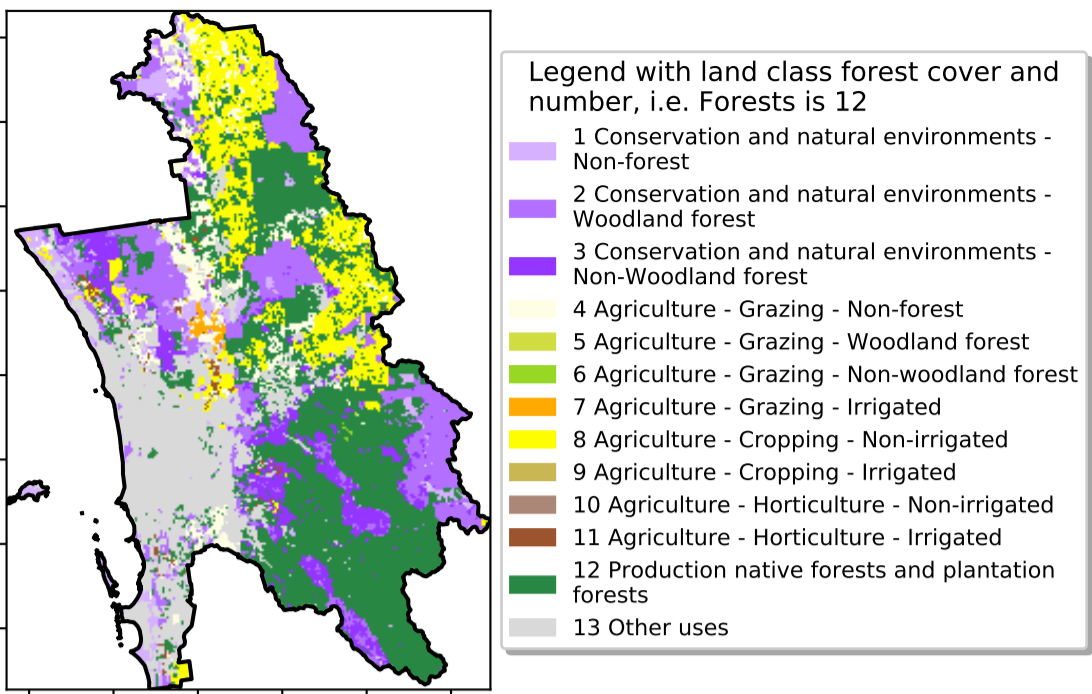 Legend with land class forest cover and
number, i.e. Forests is 12
1 Conservation and natural environments -
Non-forest
2 Conservation and natural environments -
Woodland forest
3 Conservation and natural environments -
Non-Woodland forest
4 Agriculture - Grazing - Non-forest
5 Agriculture - Grazing - Woodland forest
6 Agriculture - Grazing - Non-woodland forest
7 Agriculture - Grazing - Irrigated
8 Agriculture - Cropping - Non-irrigated
9 Agriculture - Cropping - Irrigated
10 Agriculture - Horticulture - Non-irrigated
11 Agriculture - Horticulture - Irrigated
12 Production native forests and plantation
forests
13 Other uses